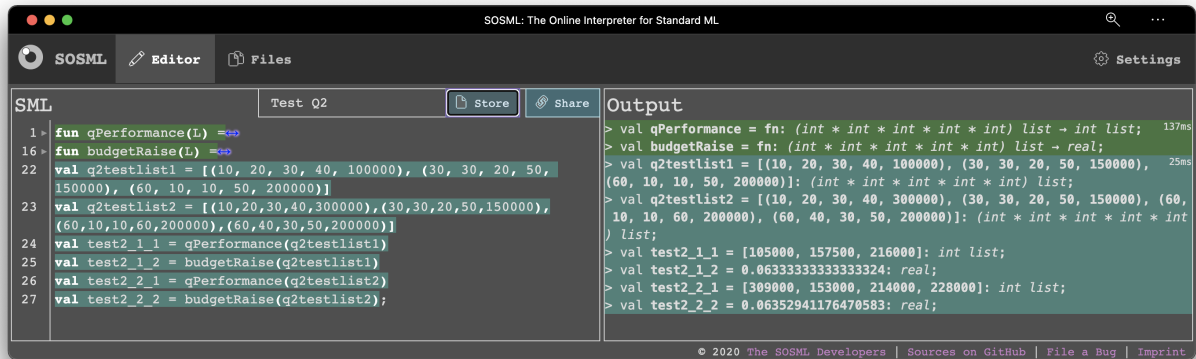 SOSML: The Online Interpreter for Standard ML
SOSML Editor Files Settings
SML Test Q2 Store Share
1 fun qPerformance(L) =
16 fun budgetRaise(L) =
22 val q2testlist1 = [(10, 20, 30, 40, 100000), (30, 30, 20, 50,
150000), (60, 10, 10, 50, 200000)]
23 val q2testlist2 = [(10,20,30,40,300000),(30,30,20,50,150000),
(60,10,10,60,200000),(60,40,30,50,200000)]
24 val test2_1_1 = qPerformance(q2testlist1)
25 val test2_1_2 = budgetRaise(q2testlist1)
26 val test2_2_1 = qPerformance(q2testlist2)
27 val test2_2_2 = budgetRaise(q2testlist2);
Output
> val qPerformance = fn: (int * int * int * int * int) list → int list; 137ms
> val budgetRaise = fn: (int * int * int * int * int) list → real;
> val q2testlist1 = [(10, 20, 30, 40, 100000), (30, 30, 20, 50, 150000), 25ms
(60, 10, 10, 50, 200000)]: (int * int * int * int * int) list;
> val q2testlist2 = [(10, 20, 30, 40, 300000), (30, 30, 20, 50, 150000), (60,
10, 10, 60, 200000), (60, 40, 30, 50, 200000)]: (int * int * int * int * int
) list;
> val test2_1_1 = [105000, 157500, 216000]: int list;
> val test2_1_2 = 0.06333333333333324: real;
> val test2_2_1 = [309000, 153000, 214000, 228000]: int list;
> val test2_2_2 = 0.06352941176470583: real;
© 2020 The SOSML Developers | Sources on GitHub | File a Bug | Imprint